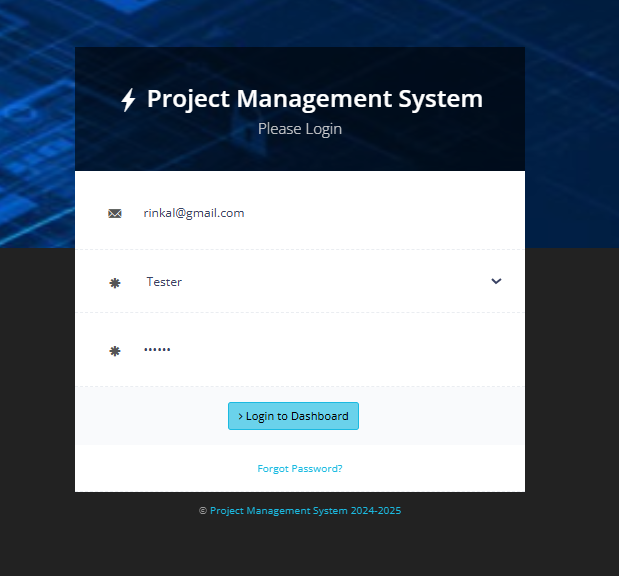 Project Management System
Please Login
rinkal@gmail.com
Tester
••••••
› Login to Dashboard
Forgot Password?
© Project Management System 2024-2025